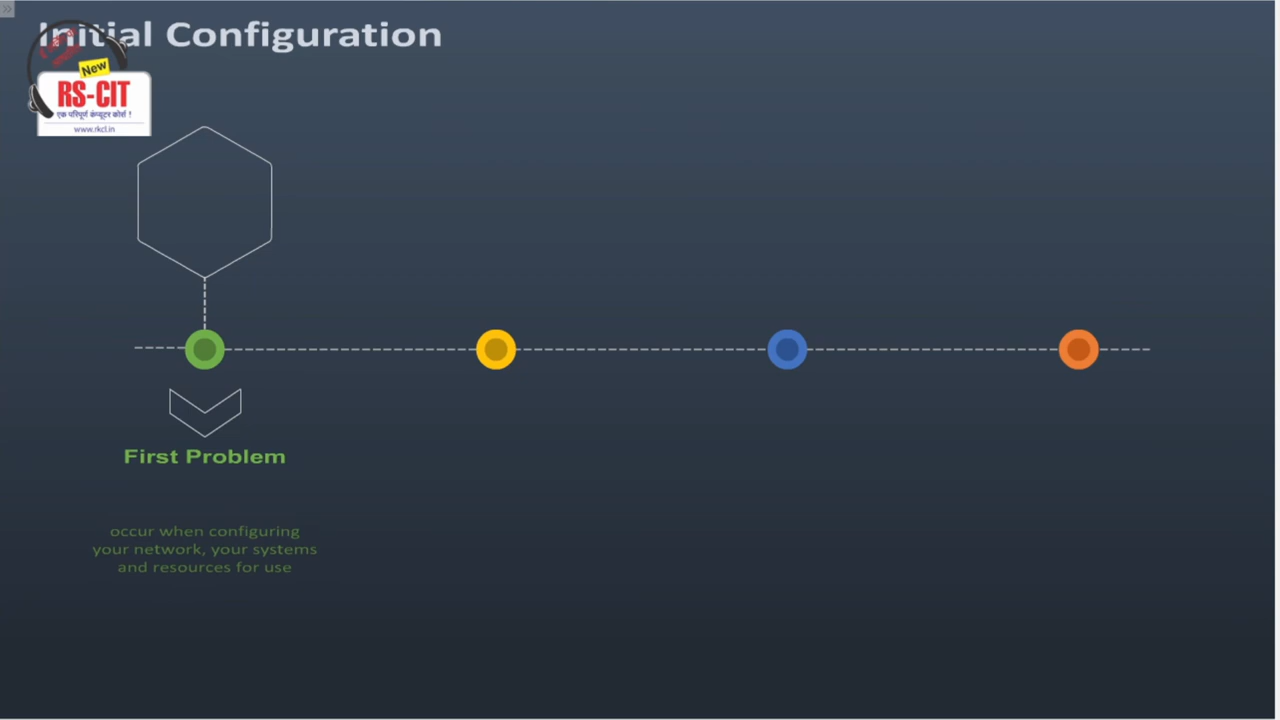 Initial Configuration
New
RS-CIT
एक परिपूर्ण कंप्यूटर कोर्स !
www.rkcl.in
First Problem
occur when configuring
your network, your systems
and resources for use